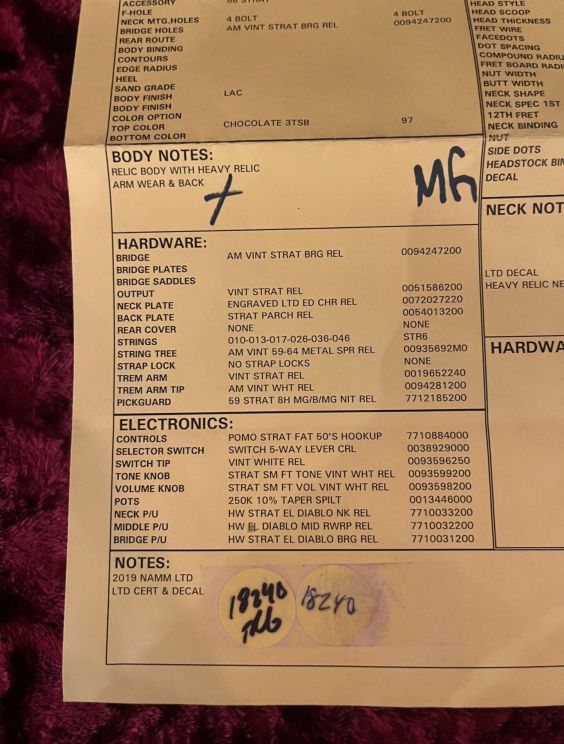 ACCESSORY
F-HOLE
NECK MTG.HOLES 4 BOLT 4 BOLT
BRIDGE HOLES AM VINT STRAT BRG REL 0094247200
REAR ROUTE
BODY BINDING
CONTOURS
EDGE RADIUS
HEEL
SAND GRADE
BODY FINISH LAC
BODY FINISH
COLOR OPTION
TOP COLOR CHOCOLATE 3TSB 97
BOTTOM COLOR
HEAD STYLE
HEAD SCOOP
HEAD THICKNESS
FRET WIRE
FACEDOTS
DOT SPACING
COMPOUND RADIU
FRET BOARD RADI
NUT WIDTH
BUTT WIDTH
NECK SHAPE
NECK SPEC 1ST
12TH FRET
NECK BINDING
NUT
SIDE DOTS
HEADSTOCK BIN
DECAL
BODY NOTES:
RELIC BODY WITH HEAVY RELIC
ARM WEAR & BACK
MG
NECK NOT
LTD DECAL
HEAVY RELIC NE
HARDWARE:
BRIDGE AM VINT STRAT BRG REL 0094247200
BRIDGE PLATES
BRIDGE SADDLES
OUTPUT VINT STRAT REL 0051586200
NECK PLATE ENGRAVED LTD ED CHR REL 0072027220
BACK PLATE STRAT PARCH REL 0054013200
REAR COVER NONE NONE
STRINGS 010-013-017-026-036-046 STR6
STRING TREE AM VINT 59-64 METAL SPR REL 00935692M0
STRAP LOCK NO STRAP LOCKS NONE
TREM ARM VINT STRAT REL 0019652240
TREM ARM TIP AM VINT WHT REL 0094281200
PICKGUARD 59 STRAT 8H MG/B/MG NIT REL 7712185200
HARDWA
ELECTRONICS:
CONTROLS POMO STRAT FAT 50'S HOOKUP 7710884000
SELECTOR SWITCH SWITCH 5-WAY LEVER CRL 0038929000
SWITCH TIP VINT WHITE REL 0093596250
TONE KNOB STRAT SM FT TONE VINT WHT REL 0093599200
VOLUME KNOB STRAT SM FT VOL VINT WHT REL 0093598200
POTS 250K 10% TAPER SPILT 0013446000
NECK P/U HW STRAT EL DIABLO NK REL 7710033200
MIDDLE P/U HW EL DIABLO MID RWRP REL 7710032200
BRIDGE P/U HW STRAT EL DIABLO BRG REL 7710031200
NOTES:
2019 NAMM LTD
LTD CERT & DECAL
18240
18240